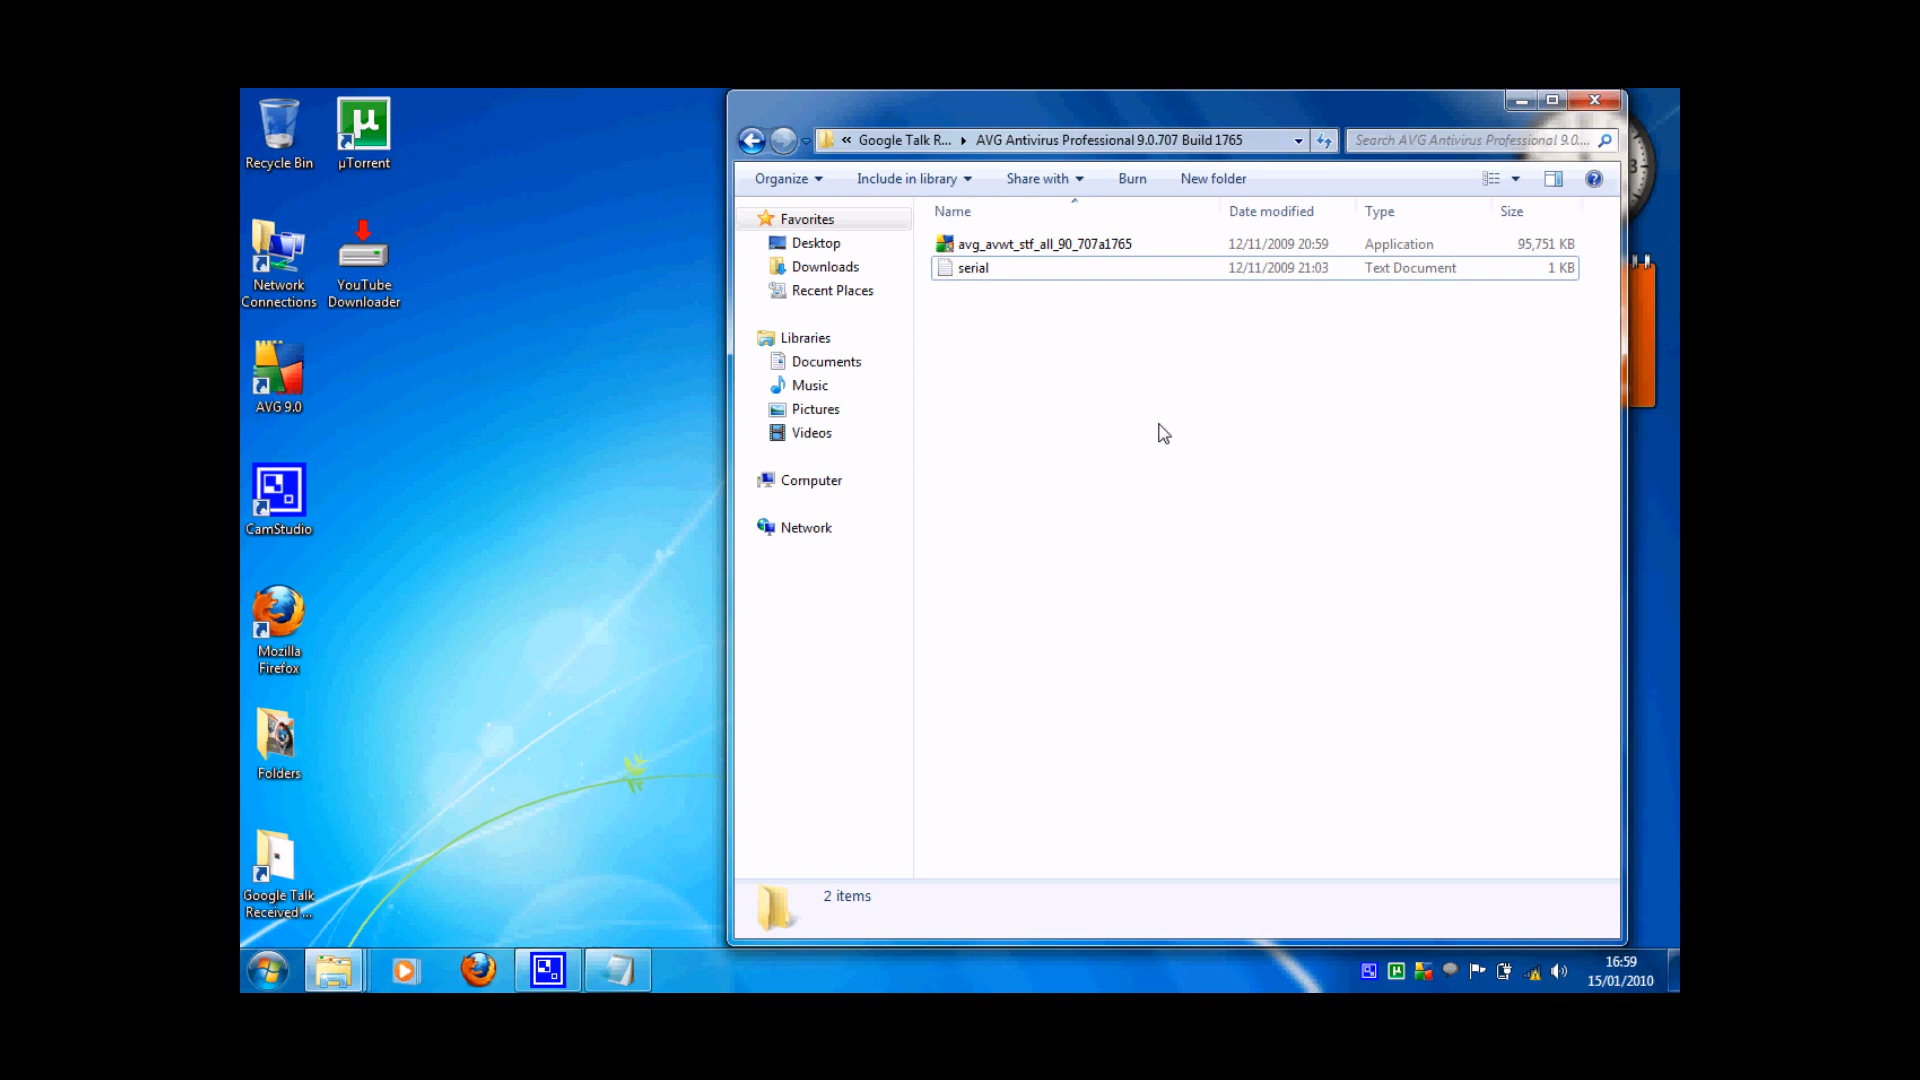 Recycle Bin
µTorrent
Network
Connections
YouTube
Downloader
AVG 9.0
CamStudio
Mozilla
Firefox
Folders
Google Talk
Received ...
« Google Talk R... AVG Antivirus Professional 9.0.707 Build 1765
Search AVG Antivirus Professional 9.0....
Organize Include in library Share with Burn New folder
Name Date modified Type Size
avg_avwt_stf_all_90_707a1765 12/11/2009 20:59 Application 95,751 KB
serial 12/11/2009 21:03 Text Document 1 KB
Favorites
Desktop
Downloads
Recent Places
Libraries
Documents
Music
Pictures
Videos
Computer
Network
2 items
16:59
15/01/2010